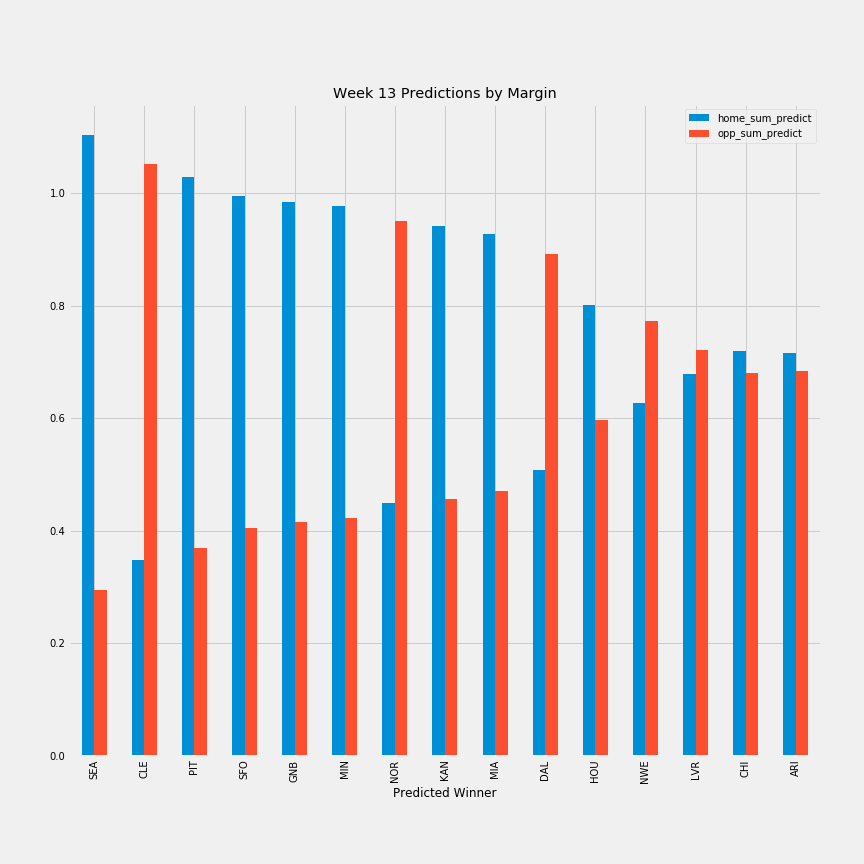 Week 13 Predictions by Margin
home_sum_predict
opp_sum_predict
1.0
0.8
0.6
0.4
0.2
0.0
SEA
CLE
PIT
SFO
GNB
MIN
NOR
KAN
MIA
DAL
HOU
NWE
LVR
CHI
ARI
Predicted Winner